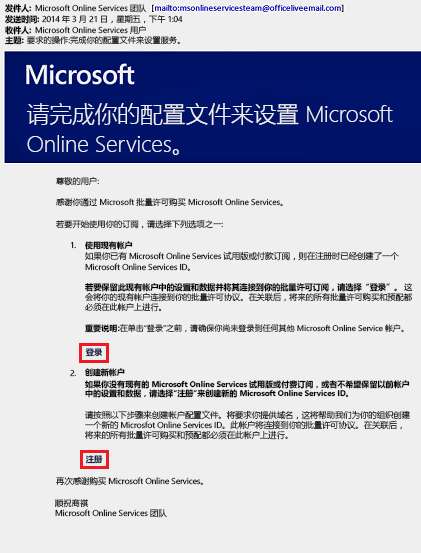 发件人: Microsoft Online Services 团队 [mailto:msonlineservicesteam@officeliveemail.com]
发送时间: 2014 年 3 月 21 日，星期五，下午 1:04
收件人: Microsoft Online Services 用户
主题: 要求的操作:完成你的配置文件来设置服务。
Microsoft
请完成你的配置文件来设置 Microsoft
Online Services。
尊敬的用户:
感谢你通过 Microsoft 批量许可购买 Microsoft Online Services。
若要开始使用你的订阅，请选择下列选项之一:
1. 使用现有帐户
如果你已有 Microsoft Online Services 试用版或付款订阅，则在注册时已经创建了一个
Microsoft Online Services ID。
若要保留此现有帐户中的设置和数据并将其连接到你的批量许可订阅，请选择“登录”。 这
会将你的现有帐户连接到你的批量许可协议。在关联后，将来的所有批量许可购买和预配都
必须在此帐户上进行。
重要说明:在单击“登录”之前，请确保你尚未登录到任何其他 Microsoft Online Service 帐户。
登录
2. 创建新帐户
如果你没有现有的 Microsoft Online Services 试用版或付费订阅，或者不希望保留以前帐户
中的设置和数据，请选择“注册”来创建新的 Microsoft Online Services ID。
请按照以下步骤来创建帐户配置文件。将要求你提供域名，这将帮助我们为你的组织创建
一个新的 Microsfot Online Services ID。此帐户将连接到你的批量许可协议。在关联后，
将来的所有批量许可购买和预配都必须在此帐户上进行。
注册
再次感谢购买 Microsoft Online Services。
顺祝商祺
Microsoft Online Services 团队